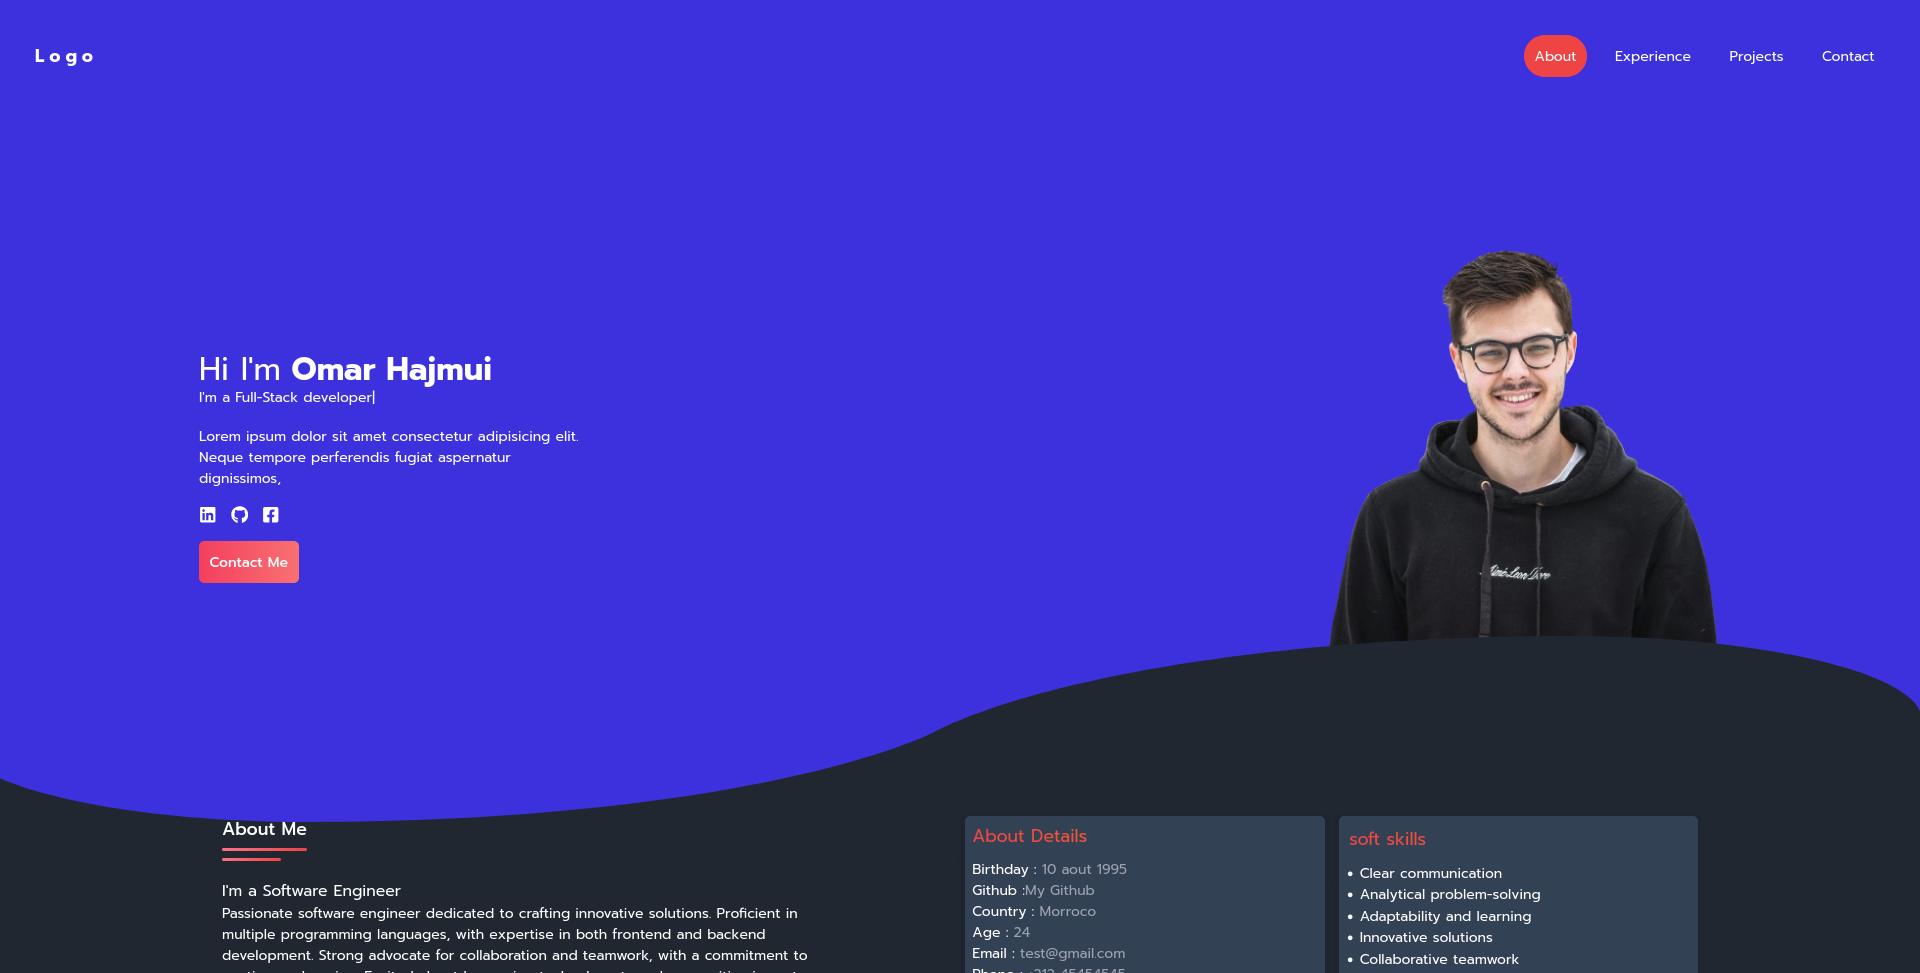 Logo
About Experience Projects Contact
Hi I'm Omar Hajmui
I'm a Full-Stack developer|
Lorem ipsum dolor sit amet consectetur adipisicing elit.
Neque tempore perferendis fugiat aspernatur
dignissimos,
Contact Me
About Me
I'm a Software Engineer
Passionate software engineer dedicated to crafting innovative solutions. Proficient in
multiple programming languages, with expertise in both frontend and backend
development. Strong advocate for collaboration and teamwork, with a commitment to
About Details
Birthday : 10 aout 1995
Github :My Github
Country : Morroco
Age : 24
Email : test@gmail.com
Phone : +212 45454545
soft skills
• Clear communication
• Analytical problem-solving
• Adaptability and learning
• Innovative solutions
• Collaborative teamwork